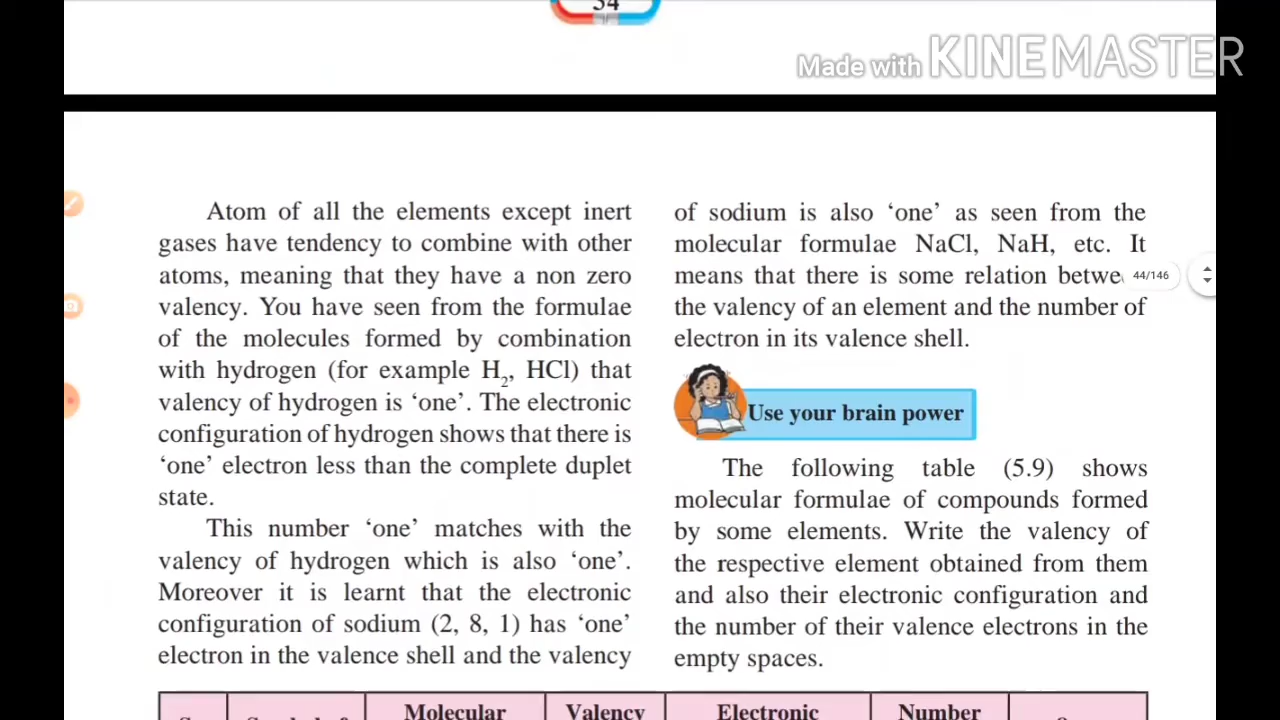 54
Made with KINEMASTER
Atom of all the elements except inert
gases have tendency to combine with other
atoms, meaning that they have a non zero
valency. You have seen from the formulae
of the molecules formed by combination
with hydrogen (for example H₂, HCl) that
valency of hydrogen is ‘one’. The electronic
configuration of hydrogen shows that there is
‘one’ electron less than the complete duplet
state.
This number ‘one’ matches with the
valency of hydrogen which is also ‘one’.
Moreover it is learnt that the electronic
configuration of sodium (2, 8, 1) has ‘one’
electron in the valence shell and the valency
of sodium is also ‘one’ as seen from the
molecular formulae NaCl, NaH, etc. It
means that there is some relation betwe
44/146
the valency of an element and the number of
electron in its valence shell.
Use your brain power
The following table (5.9) shows
molecular formulae of compounds formed
by some elements. Write the valency of
the respective element obtained from them
and also their electronic configuration and
the number of their valence electrons in the
empty spaces.
Molecular Valency Electronic Number